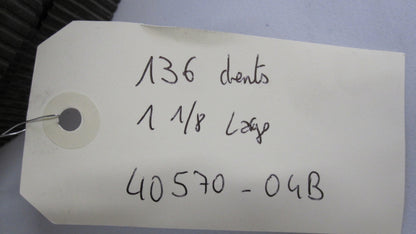 136 dents
1 1/8 Large
40570-04B